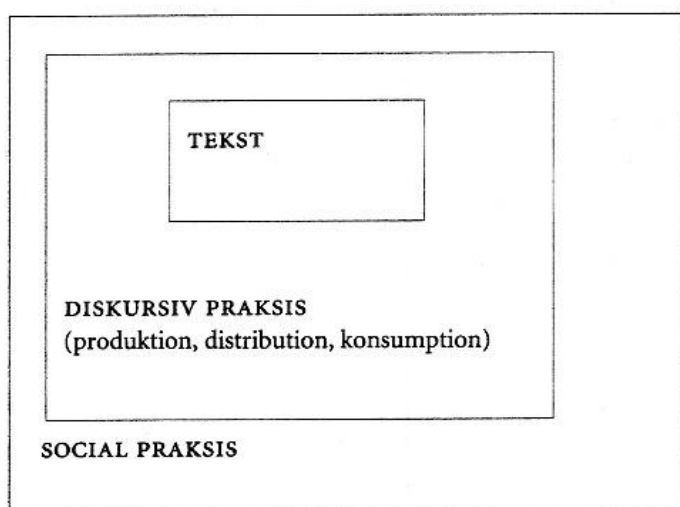 TEKST
DISKURSIV PRAKSIS
(produktion, distribution, konsumption)
SOCIAL PRAKSIS